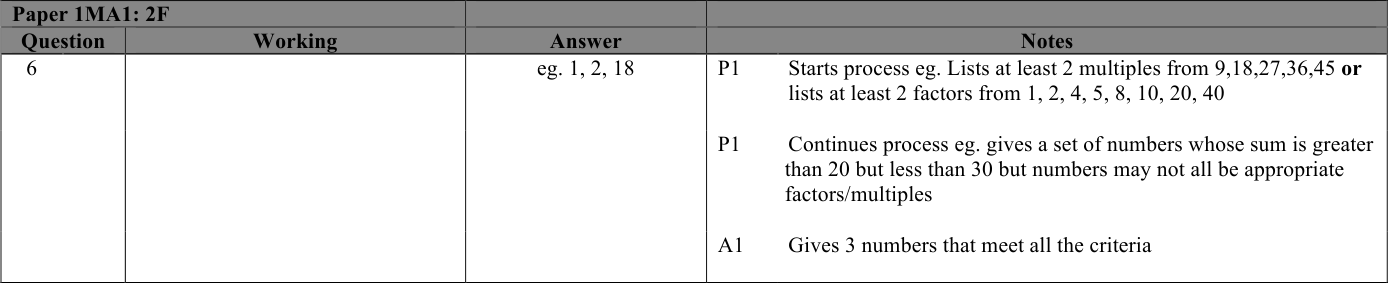 Paper 1MA1: 2F
Question Working Answer Notes
6 eg. 1, 2, 18 P1 Starts process eg. Lists at least 2 multiples from 9,18,27,36,45 or
lists at least 2 factors from 1, 2, 4, 5, 8, 10, 20, 40
P1 Continues process eg. gives a set of numbers whose sum is greater
than 20 but less than 30 but numbers may not all be appropriate
factors/multiples
A1 Gives 3 numbers that meet all the criteria